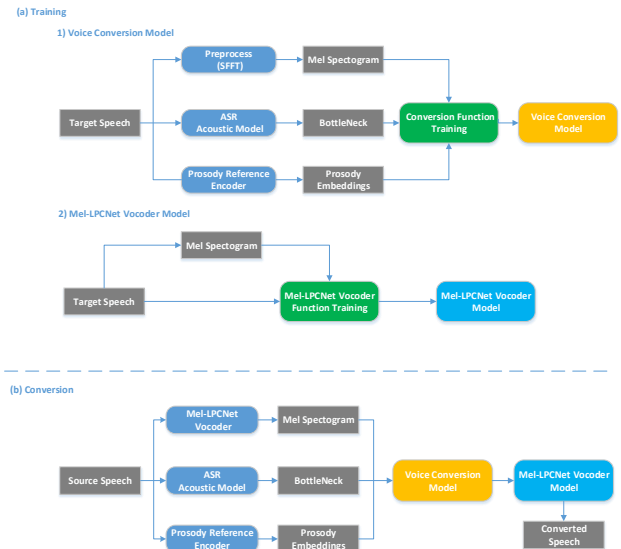 (a) Training
1) Voice Conversion Model
Preprocess
(SFFT)
Mel Spectogram
Target Speech
ASR
Acoustic Model
BottleNeck
Conversion Function
Training
Voice Conversion
Model
Prosody Reference
Encoder
Prosody
Embeddings
2) Mel-LPCNet Vocoder Model
Mel Spectogram
Target Speech
Mel-LPCNet Vocoder
Function Training
Mel-LPCNet Vocoder
Model
(b) Conversion
Mel-LPCNet
Vocoder
Mel Spectogram
Source Speech
ASR
Acoustic Model
BottleNeck
Voice Conversion
Model
Mel-LPCNet Vocoder
Model
Prosody Reference
Encoder
Prosody
Embeddings
Converted
Speech